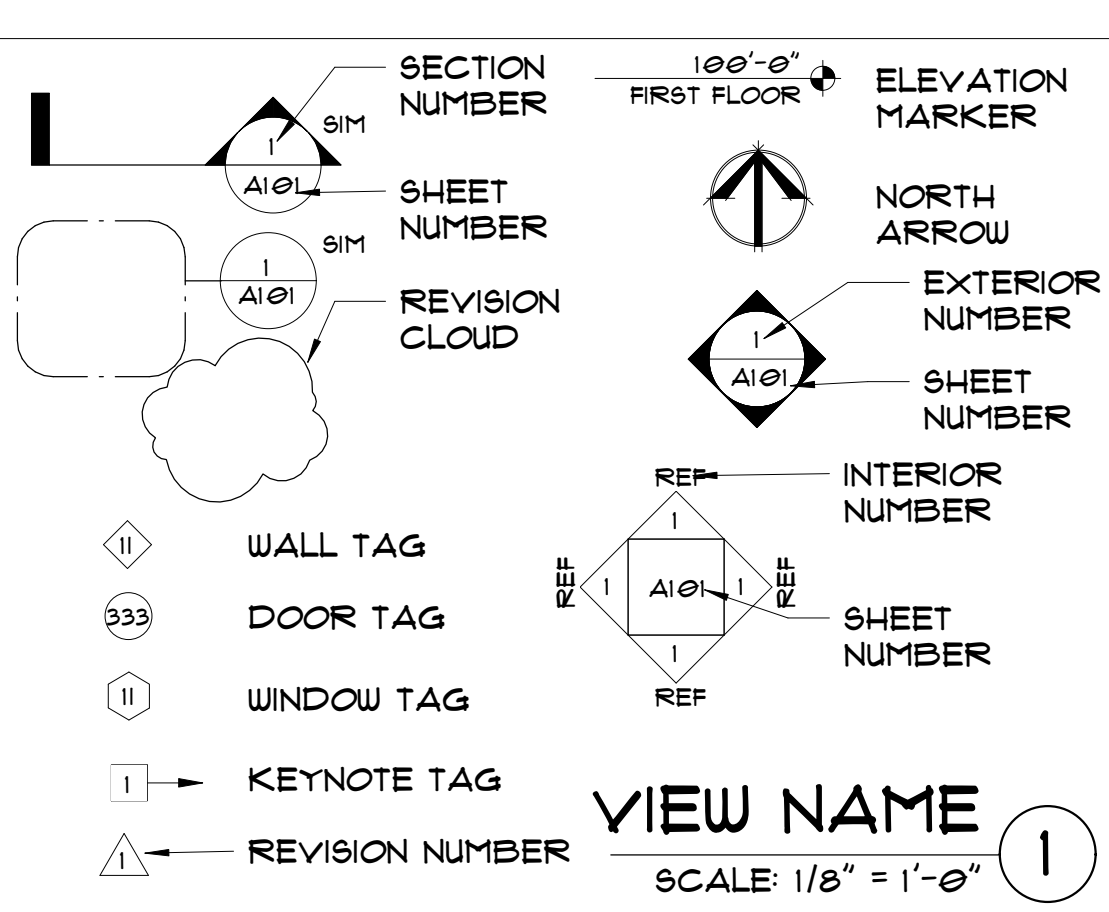 SECTION
NUMBER
SIM
1
A101
SHEET
NUMBER
SIM
1
A101
REVISION
CLOUD
11
WALL TAG
333
DOOR TAG
11
WINDOW TAG
1
KEYNOTE TAG
1
REVISION NUMBER
100'-0"
FIRST FLOOR
ELEVATION
MARKER
NORTH
ARROW
EXTERIOR
NUMBER
1
A101
SHEET
NUMBER
REF
INTERIOR
NUMBER
1
REF
1
A101
1
REF
SHEET
NUMBER
1
REF
VIEW NAME
1
SCALE: 1/8" = 1'-0"